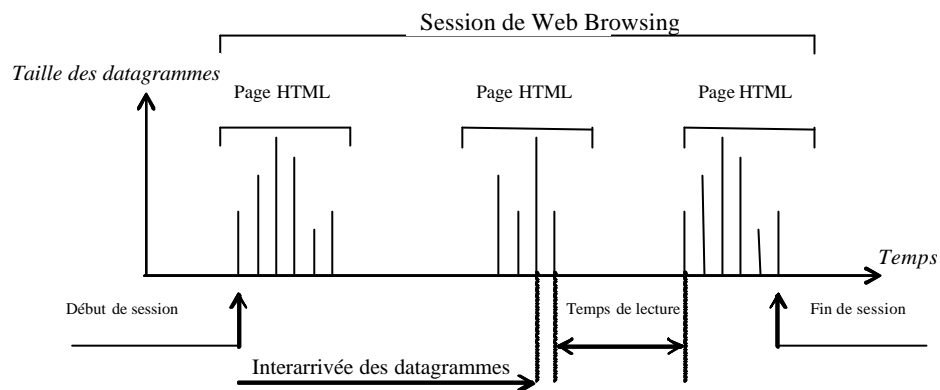 Session de Web Browsing
Taille des datagrammes
Page HTML
Page HTML
Page HTML
Temps
Début de session
Temps de lecture
Fin de session
Interarrivée des datagrammes